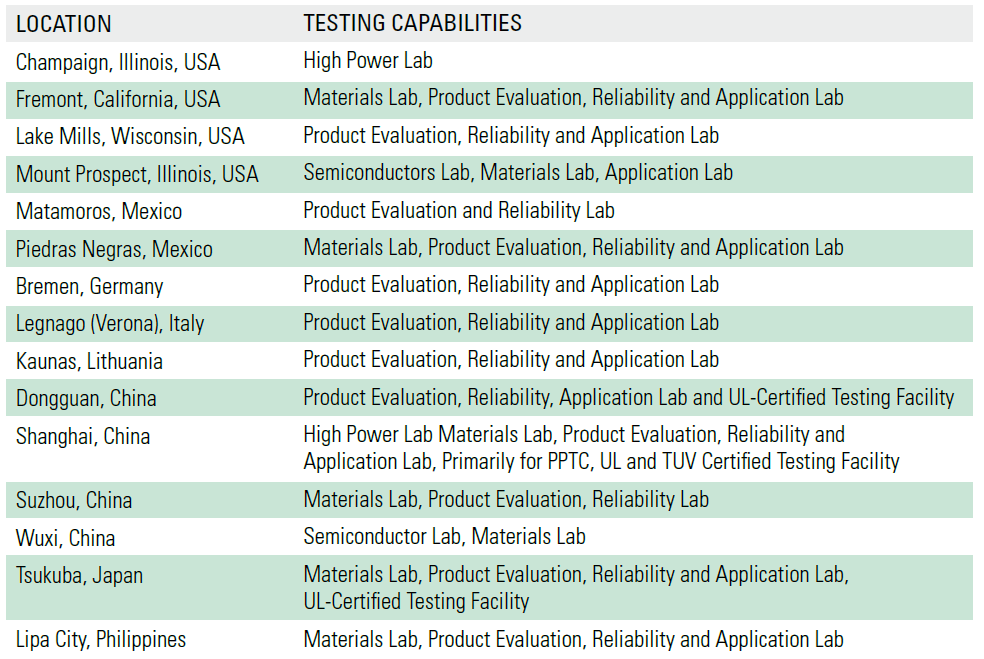 LOCATION TESTING CAPABILITIES
Champaign, Illinois, USA High Power Lab
Fremont, California, USA Materials Lab, Product Evaluation, Reliability and Application Lab
Lake Mills, Wisconsin, USA Product Evaluation, Reliability and Application Lab
Mount Prospect, Illinois, USA Semiconductors Lab, Materials Lab, Application Lab
Matamoros, Mexico Product Evaluation and Reliability Lab
Piedras Negras, Mexico Materials Lab, Product Evaluation, Reliability and Application Lab
Bremen, Germany Product Evaluation, Reliability and Application Lab
Legnago (Verona), Italy Product Evaluation, Reliability and Application Lab
Kaunas, Lithuania Product Evaluation, Reliability and Application Lab
Dongguan, China Product Evaluation, Reliability, Application Lab and UL-Certified Testing Facility
Shanghai, China High Power Lab Materials Lab, Product Evaluation, Reliability and
Application Lab, Primarily for PPTC, UL and TUV Certified Testing Facility
Suzhou, China Materials Lab, Product Evaluation, Reliability Lab
Wuxi, China Semiconductor Lab, Materials Lab
Tsukuba, Japan Materials Lab, Product Evaluation, Reliability and Application Lab,
UL-Certified Testing Facility
Lipa City, Philippines Materials Lab, Product Evaluation, Reliability and Application Lab